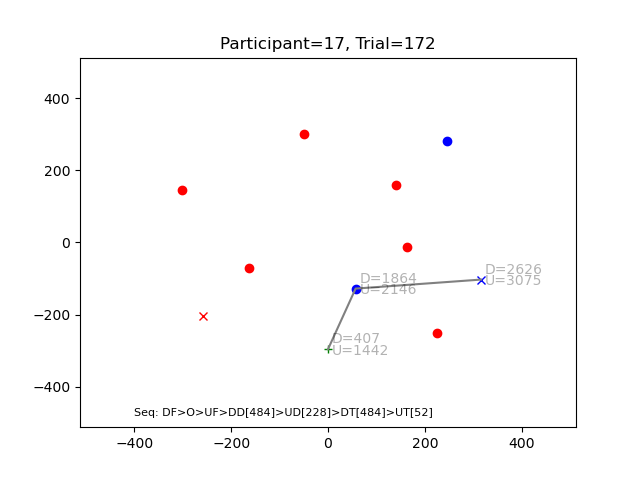 Participant=17, Trial=172
400
200
0
−200
−400
D=1864
U=2146
D=2626
U=3075
D=407
U=1442
Seq: DF>O>UF>DD[484]>UD[228]>DT[484]>UT[52]
−400
−200
0
200
400